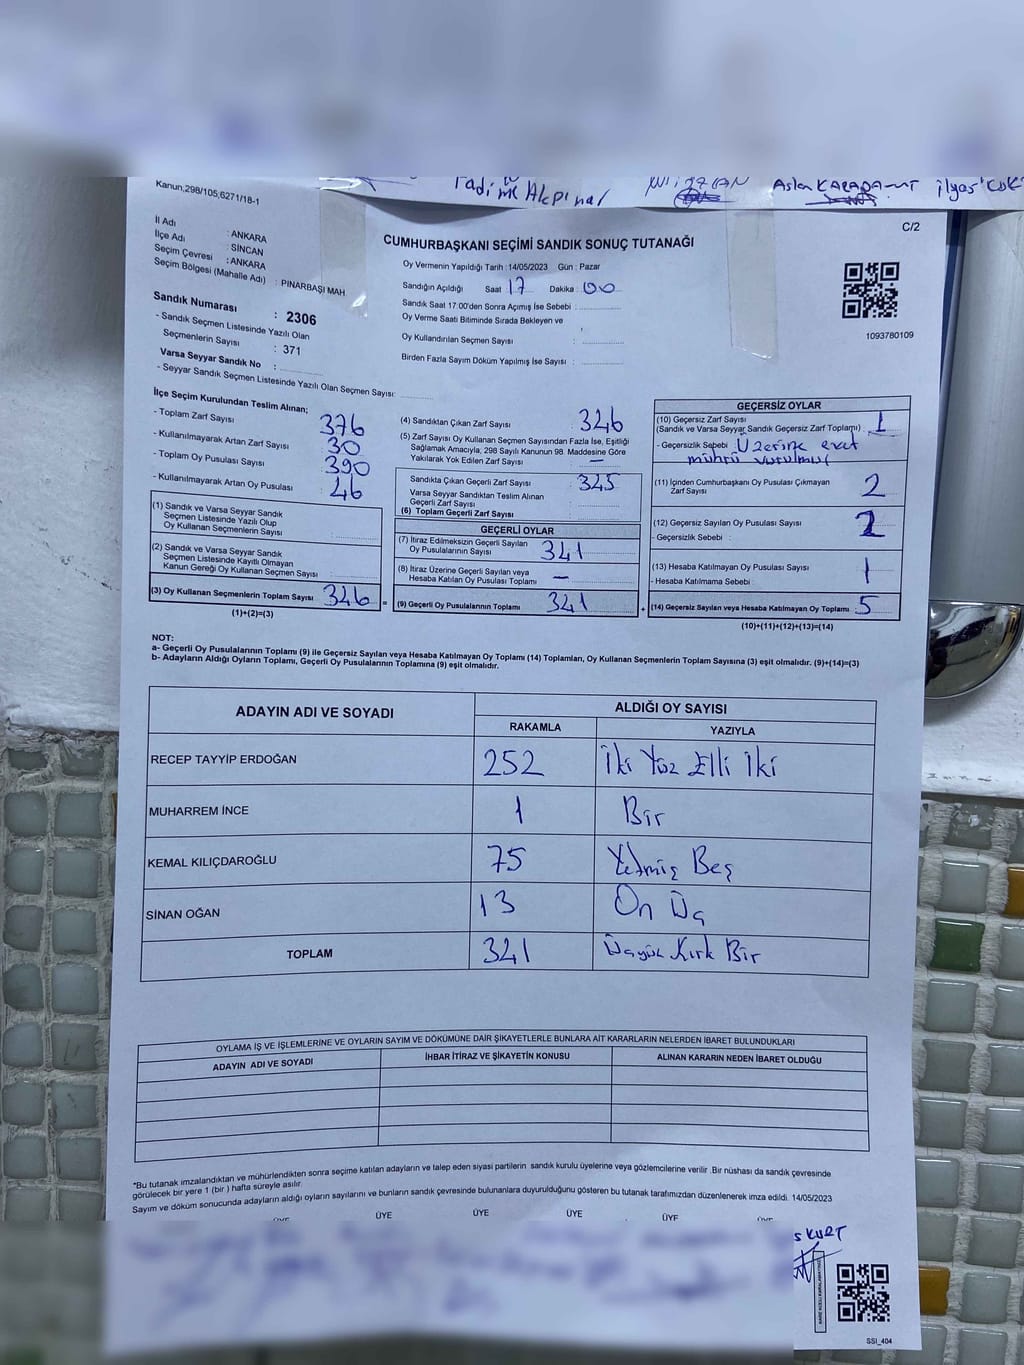 Kanun,298/105,6271/18-1
Akpınar
Aslan
C/2
İl Adı : ANKARA
İlçe Adı : SİNCAN
Seçim Çevresi : ANKARA
Seçim Bölgesi (Mahalle Adı) : PINARBAŞI MAH
Sandık Numarası : 2306
- Sandık Seçmen Listesinde Yazılı Olan
Seçmenlerin Sayısı : 371
Varsa Seyyar Sandık No :
- Seyyar Sandık Seçmen Listesinde Yazılı Olan Seçmen Sayısı:
CUMHURBAŞKANI SEÇİMİ SANDIK SONUÇ TUTANAĞI
Oy Vermenin Yapıldığı Tarih : 14/05/2023 Gün : Pazar
Sandığın Açıldığı Saat 17 Dakika : 00
Sandık Saat 17:00'den Sonra Açımış İse Sebebi :
Oy Verme Saati Bitiminde Sırada Bekleyen ve
Oy Kullandırılan Seçmen Sayısı :
Birden Fazla Sayım Döküm Yapılmış İse Sayısı :
1093780109
İlçe Seçim Kurulundan Teslim Alınan;
- Toplam Zarf Sayısı : 376
- Kullanılmayarak Artan Zarf Sayısı : 30
- Toplam Oy Pusulası Sayısı : 390
- Kullanılmayarak Artan Oy Pusulası : 46
(1) Sandık ve Varsa Seyyar Sandık
Seçmen Listesinde Yazılı Olup
Oy Kullanan Seçmenlerin Sayısı :
(2) Sandık ve Varsa Seyyar Sandık
Seçmen Listesinde Kayıtlı Olmayan
Kanun Gereği Oy Kullanan Seçmen Sayısı :
(3) Oy Kullanan Seçmenlerin Toplam Sayısı : 346 =
(1)+(2)=(3)
(4) Sandıktan Çıkan Zarf Sayısı : 346
(5) Zarf Sayısı Oy Kullanan Seçmen Sayısından Fazla İse, Eşitliği
Sağlamak Amacıyla, 298 Sayılı Kanunun 98. Maddesine Göre
Yakılarak Yok Edilen Zarf Sayısı : —
Sandıkta Çıkan Geçerli Zarf Sayısı : 345
Varsa Seyyar Sandıktan Teslim Alınan
Geçerli Zarf Sayısı :
(6) Toplam Geçerli Zarf Sayısı :
GEÇERLİ OYLAR
(7) İtiraz Edilmeksizin Geçerli Sayılan
Oy Pusulalarının Sayısı : 341
(8) İtiraz Üzerine Geçerli Sayılan veya
Hesaba Katılan Oy Pusulası Toplamı : —
(9) Geçerli Oy Pusulalarının Toplamı : 341 +
GEÇERSİZ OYLAR
(10) Geçersiz Zarf Sayısı
(Sandık ve Varsa Seyyar Sandık Geçersiz Zarf Toplamı) : 1
- Geçersizlik Sebebi : Üzerine evet
mührü vurulmuş
(11) İçinden Cumhurbaşkanı Oy Pusulası Çıkmayan
Zarf Sayısı : 2
(12) Geçersiz Sayılan Oy Pusulası Sayısı :
- Geçersizlik Sebebi :
(13) Hesaba Katılmayan Oy Pusulası Sayısı : 1
- Hesaba Katılmama Sebebi :
(14) Geçersiz Sayılan veya Hesaba Katılmayan Oy Toplamı : 5
(10)+(11)+(12)+(13)=(14)
NOT:
a- Geçerli Oy Pusulalarının Toplamı (9) ile Geçersiz Sayılan veya Hesaba Katılmayan Oy Toplamı (14) Toplamları, Oy Kullanan Seçmenlerin Toplam Sayısına (3) eşit olmalıdır. (9)+(14)=(3)
b- Adayların Aldığı Oyların Toplamı, Geçerli Oy Pusulalarının Toplamına (9) eşit olmalıdır.
ADAYIN ADI VE SOYADI ALDIĞI OY SAYISI
RAKAMLA YAZIYLA
RECEP TAYYİP ERDOĞAN 252 İki Yüz Elli İki
MUHARREM İNCE 1 Bir
KEMAL KILIÇDAROĞLU 75 Yetmiş Beş
SİNAN OĞAN 13 On Üç
TOPLAM 341 Üçyüz Kırk Bir
OYLAMA İŞ VE İŞLEMLERİNE VE OYLARIN SAYIM VE DÖKÜMÜNE DAİR ŞİKAYETLERLE BUNLARA AİT KARARLARIN NELERDEN İBARET BULUNDUKLARI
ADAYIN ADI VE SOYADI İHBAR İTİRAZ VE ŞİKAYETİN KONUSU ALINAN KARARIN NEDEN İBARET OLDUĞU
*Bu tutanak imzalandıktan ve mühürlendikten sonra seçime katılan adayların ve talep eden siyasi partilerin sandık kurulu üyelerine veya gözlemcilerine verilir .Bir nüshası da sandık çevresinde
görülecek bir yere 1 (bir ) hafta süreyle asılır.
Sayım ve döküm sonucunda adayların aldığı oyların sayılarını ve bunların sandık çevresinde bulunanlara duyurulduğunu gösteren bu tutanak tarafımızdan düzenlenerek imza edildi. 14/05/2023
ÜYE ÜYE ÜYE ÜYE ÜYE ÜYE
KURT
SSI_404